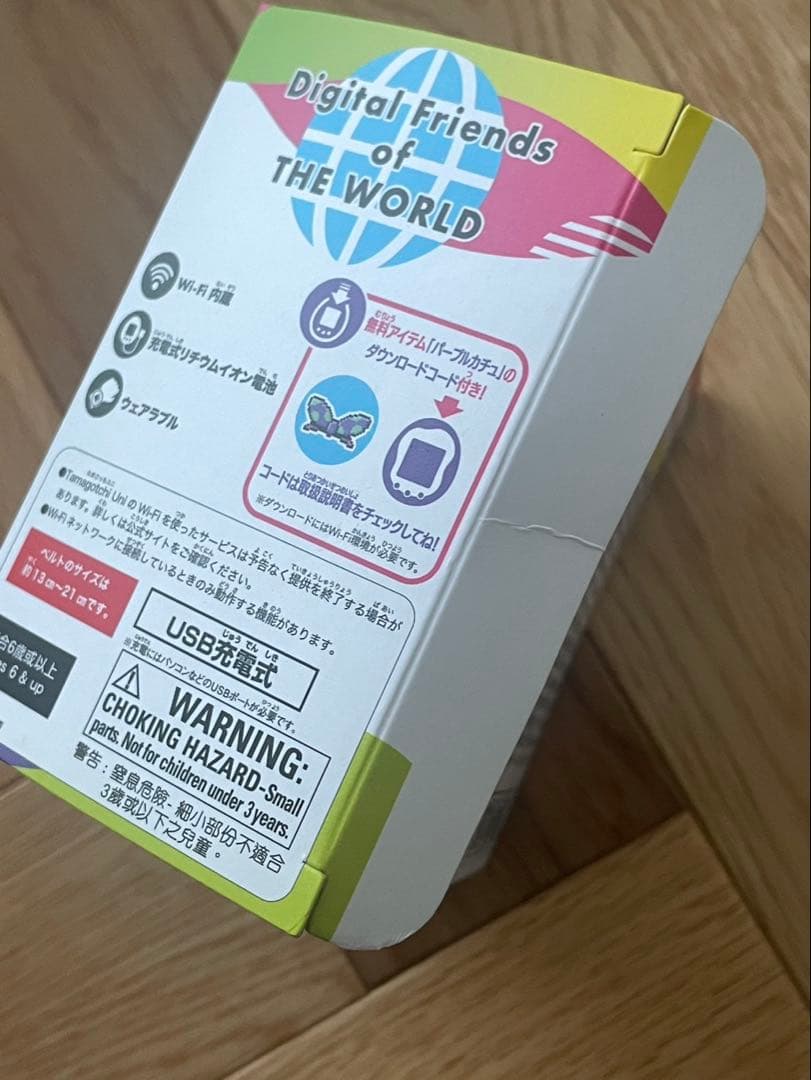 Digital Friends
of
THE WORLD
Wi-Fi 内蔵
充電式リチウムイオン電池
ウェアラブル
無料アイテム「パープルカチュ」の
ダウンロードコード付き!
コードは取扱説明書をチェックしてね!
※ダウンロードにはWi-Fi環境が必要です。
●Tamagotchi UniのWi-Fiを使ったサービスは予告なく提供を終了する場合が
あります。詳しくは公式サイトをご確認ください。
●Wi-Fiネットワークに接続しているときのみ動作する機能があります。
ベルトのサイズは
約13㎝~21㎝です。
合6歲或以上
s 6 & up
USB充電式
※充電にはパソコンなどのUSBポートが必要です。
WARNING:
CHOKING HAZARD-Small
parts. Not for children under 3 years.
警告：窒息危險- 細小部份不適合
3歲或以下之兒童。